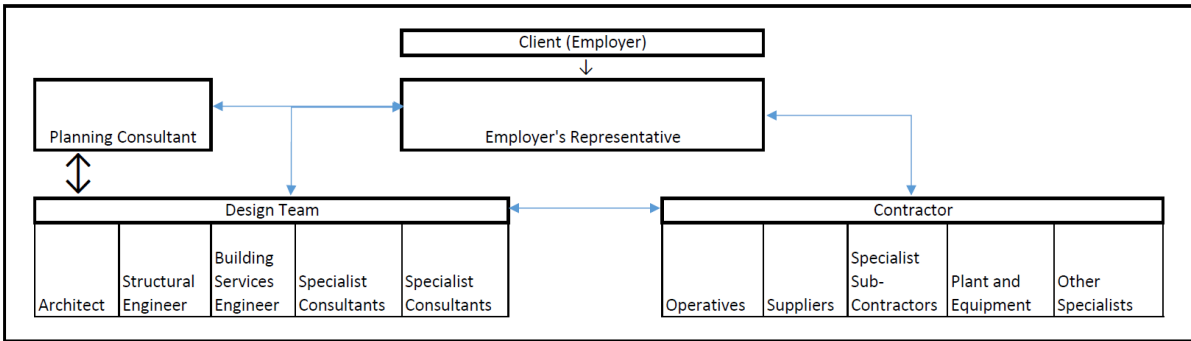 Client (Employer)
Planning Consultant
Employer's Representative
Design Team
Contractor
Architect
Structural
Engineer
Building
Services
Engineer
Specialist
Consultants
Specialist
Consultants
Operatives
Suppliers
Specialist
Sub-
Contractors
Plant and
Equipment
Other
Specialists